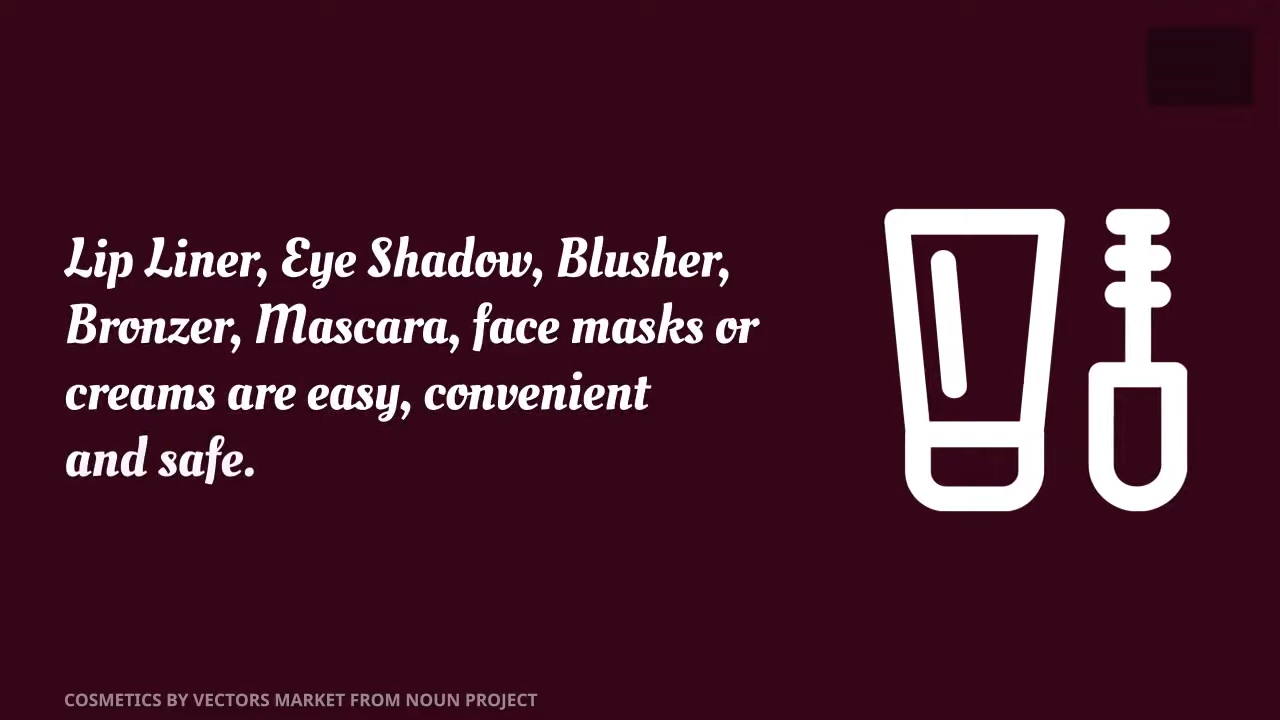 Lip Liner, Eye Shadow, Blusher,
Bronzer, Mascara, face masks or
creams are easy, convenient
and safe.
COSMETICS BY VECTORS MARKET FROM NOUN PROJECT